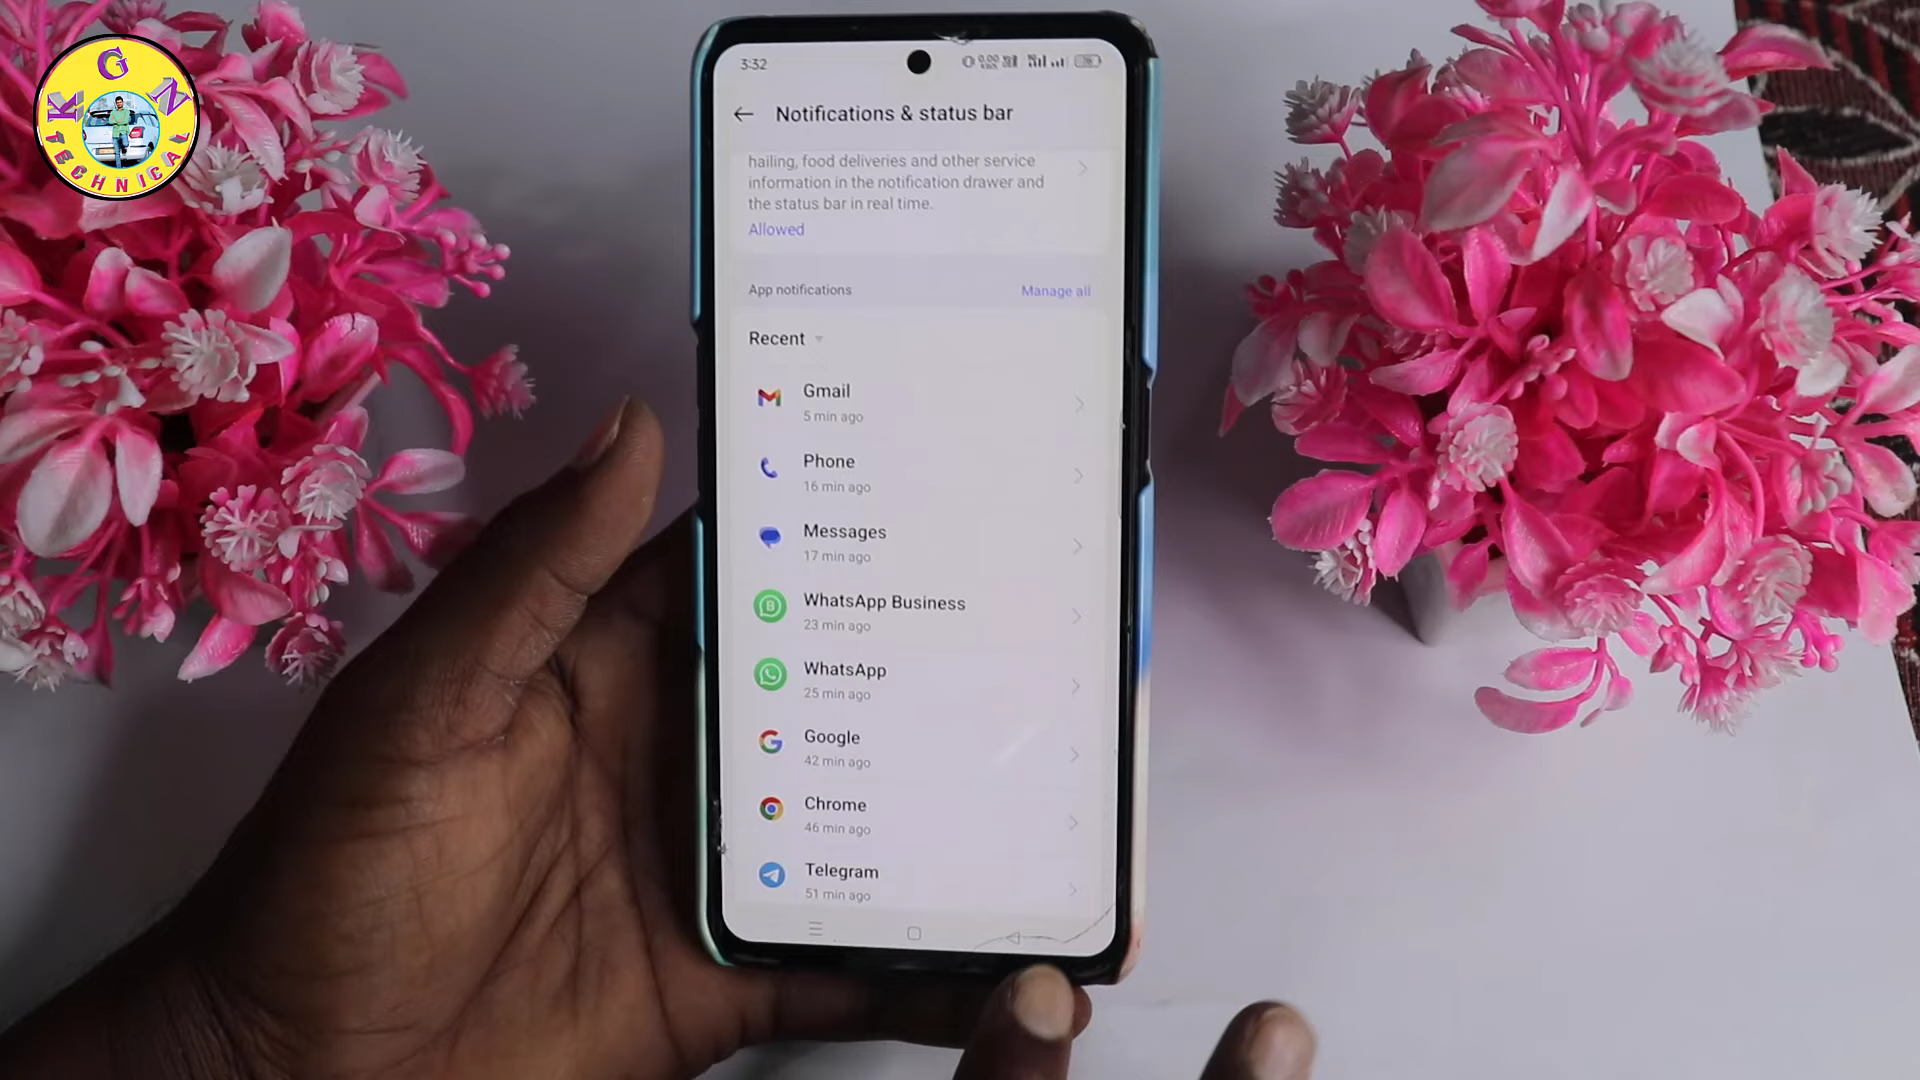 KGN
TECHNICAL
3:32
Notifications & status bar
hailing, food deliveries and other service
information in the notification drawer and
the status bar in real time.
Allowed
App notifications
Manage all
Recent
Gmail
5 min ago
Phone
16 min ago
Messages
17 min ago
WhatsApp Business
23 min ago
WhatsApp
25 min ago
Google
42 min ago
Chrome
46 min ago
Telegram
51 min ago